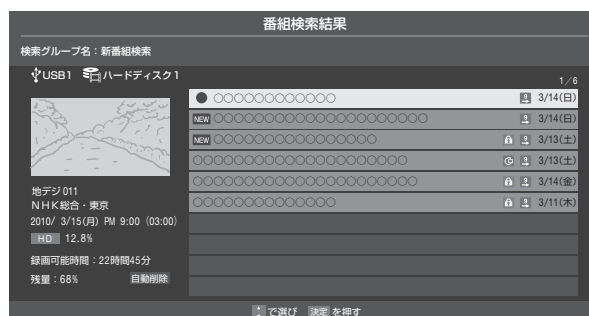 番組検索結果
検索グループ名：新番組検索
USB1 ハードディスク1
1／6
● ○○○○○○○○○○○○ 3/14(日)
NEW ○○○○○○○○○○○○○○○○○○○○○ 3/14(日)
NEW ○○○○○○○○○○○○○○○○ 3/13(土)
○○○○○○○○○○○○○○○○○○○○○ 3/13(土)
○○○○○○○○○○○○○○○○○○○○○○ 3/14(金)
○○○○○○○○○○○○○○ 3/11(木)
地デジ 011
ＮＨＫ総合・東京
2010/ 3/15(月) PM 9:00 (03:00)
HD 12.8%
録画可能時間：22時間45分
残量：68% 自動削除
で選び 決定 を押す